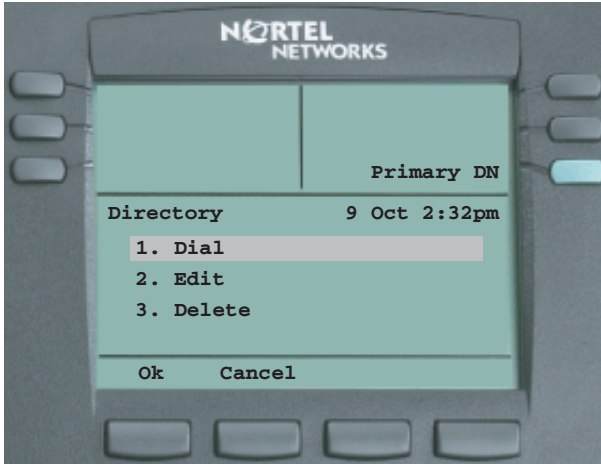 NORTEL
NETWORKS
Primary DN
Directory 9 Oct 2:32pm
1. Dial
2. Edit
3. Delete
Ok Cancel